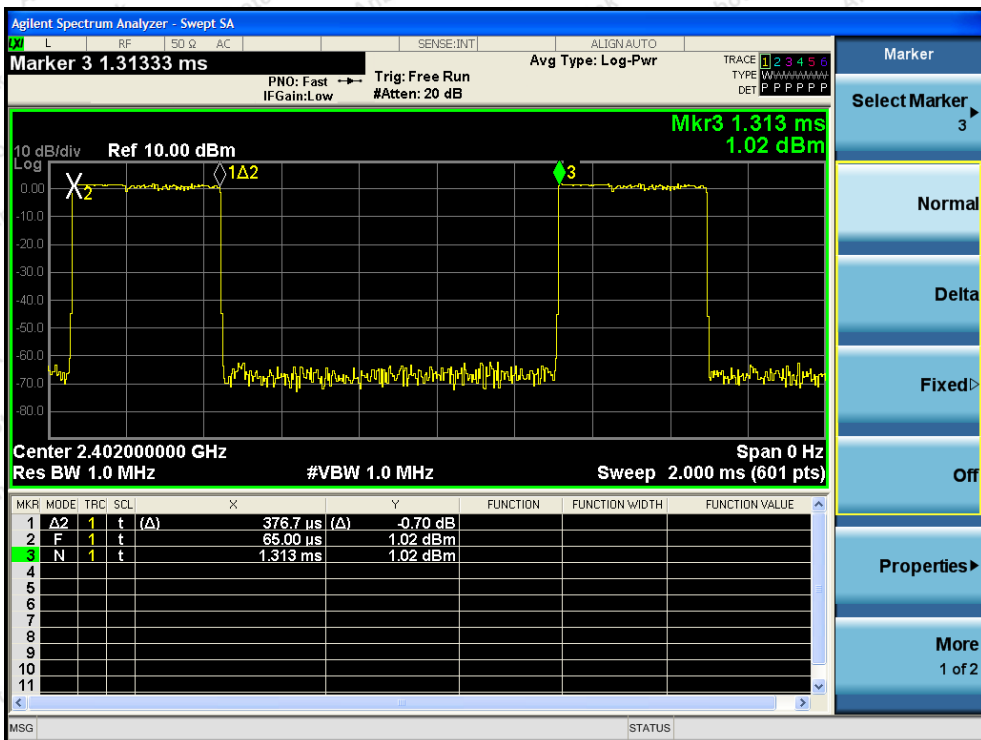 Agilent Spectrum Analyzer - Swept SA
LXI L RF 50 Ω AC SENSE:INT ALIGN AUTO
Marker 3 1.31333 ms
PNO: Fast
IFGain:Low
Trig: Free Run
#Atten: 20 dB
Avg Type: Log-Pwr
TRACE 1 2 3 4 5 6
TYPE WWWWWW
DET P P P P P P
Mkr3 1.313 ms
1.02 dBm
10 dB/div Ref 10.00 dBm
Log
0.00
-10.0
-20.0
-30.0
-40.0
-50.0
-60.0
-70.0
-80.0
2
1Δ2
3
Center 2.402000000 GHz Span 0 Hz
Res BW 1.0 MHz #VBW 1.0 MHz Sweep 2.000 ms (601 pts)
MKR MODE TRC SCL X Y FUNCTION FUNCTION WIDTH FUNCTION VALUE
1 Δ2 1 t (Δ) 376.7 µs (Δ) -0.70 dB
2 F 1 t 65.00 µs 1.02 dBm
3 N 1 t 1.313 ms 1.02 dBm
4
5
6
7
8
9
10
11
MSG STATUS
Marker
Select Marker
3
Normal
Delta
Fixed
Off
Properties
More
1 of 2